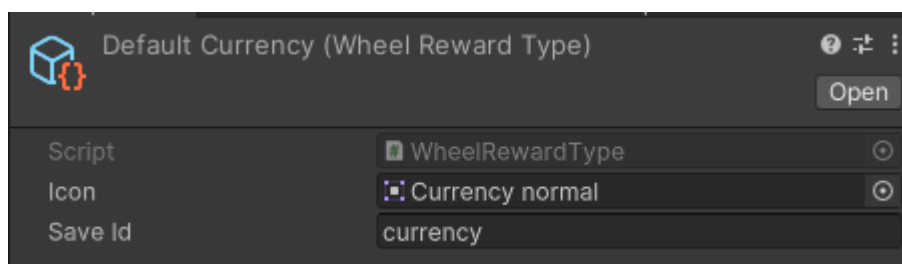 Default Currency (Wheel Reward Type)
Open
Script WheelRewardType
Icon Currency normal
Save Id currency